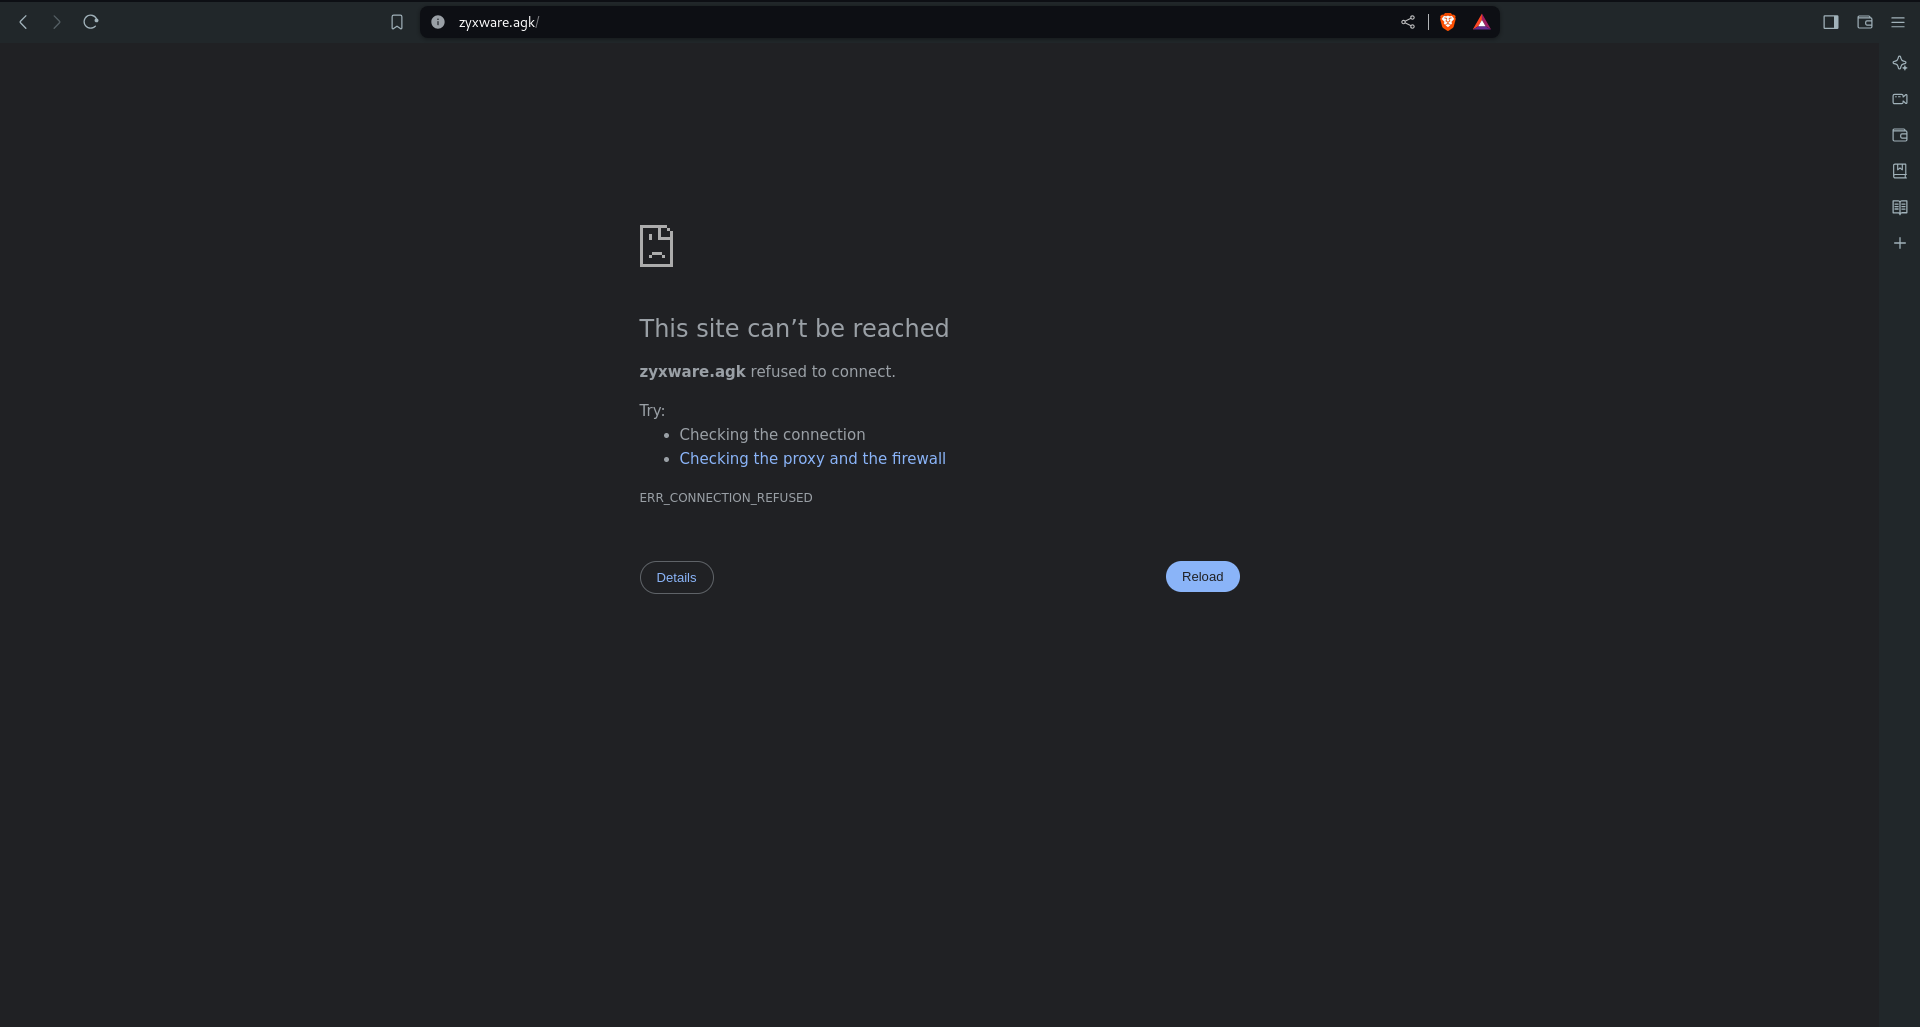 zyxware.agk/
This site can’t be reached
zyxware.agk refused to connect.
Try:
• Checking the connection
• Checking the proxy and the firewall
ERR_CONNECTION_REFUSED
Details
Reload